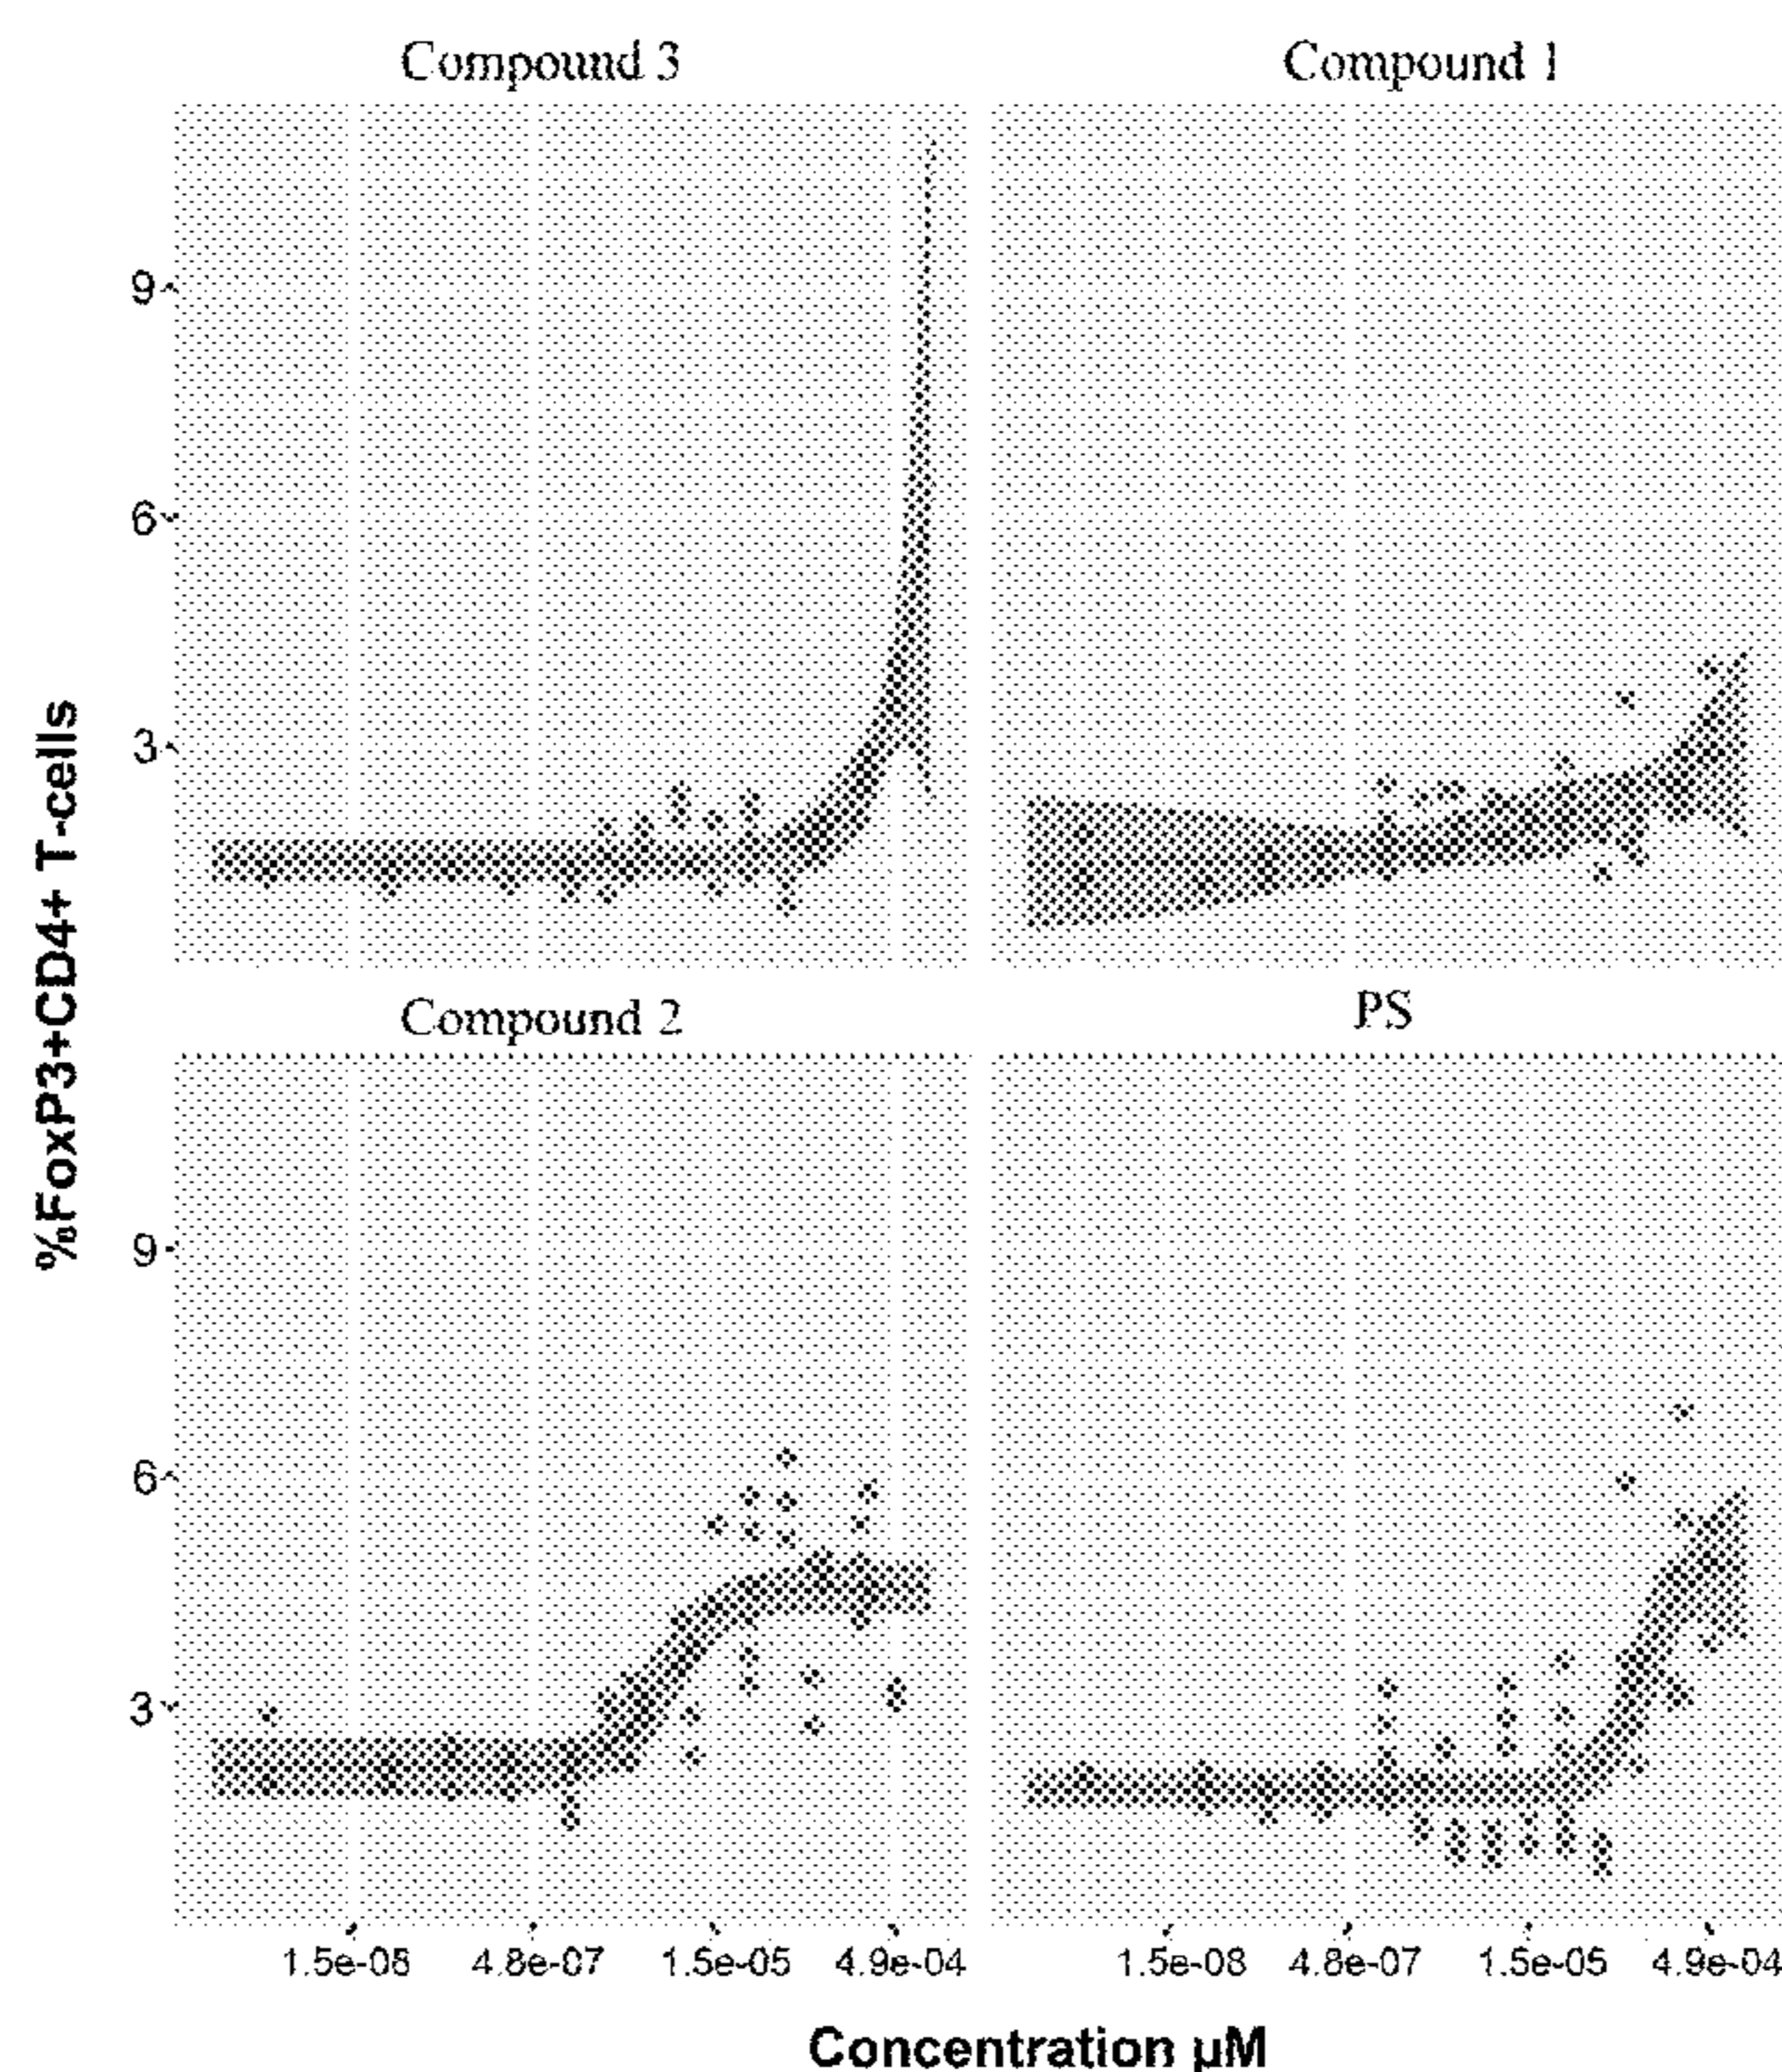 Compound 3
Compound 1
9
6
3
%FoxP3+CD4+ T-cells
Compound 2
PS
9
6
3
1.5e-08 4.8e-07 1.5e-05 4.9e-04
1.5e-08 4.8e-07 1.5e-05 4.9e-04
Concentration µM